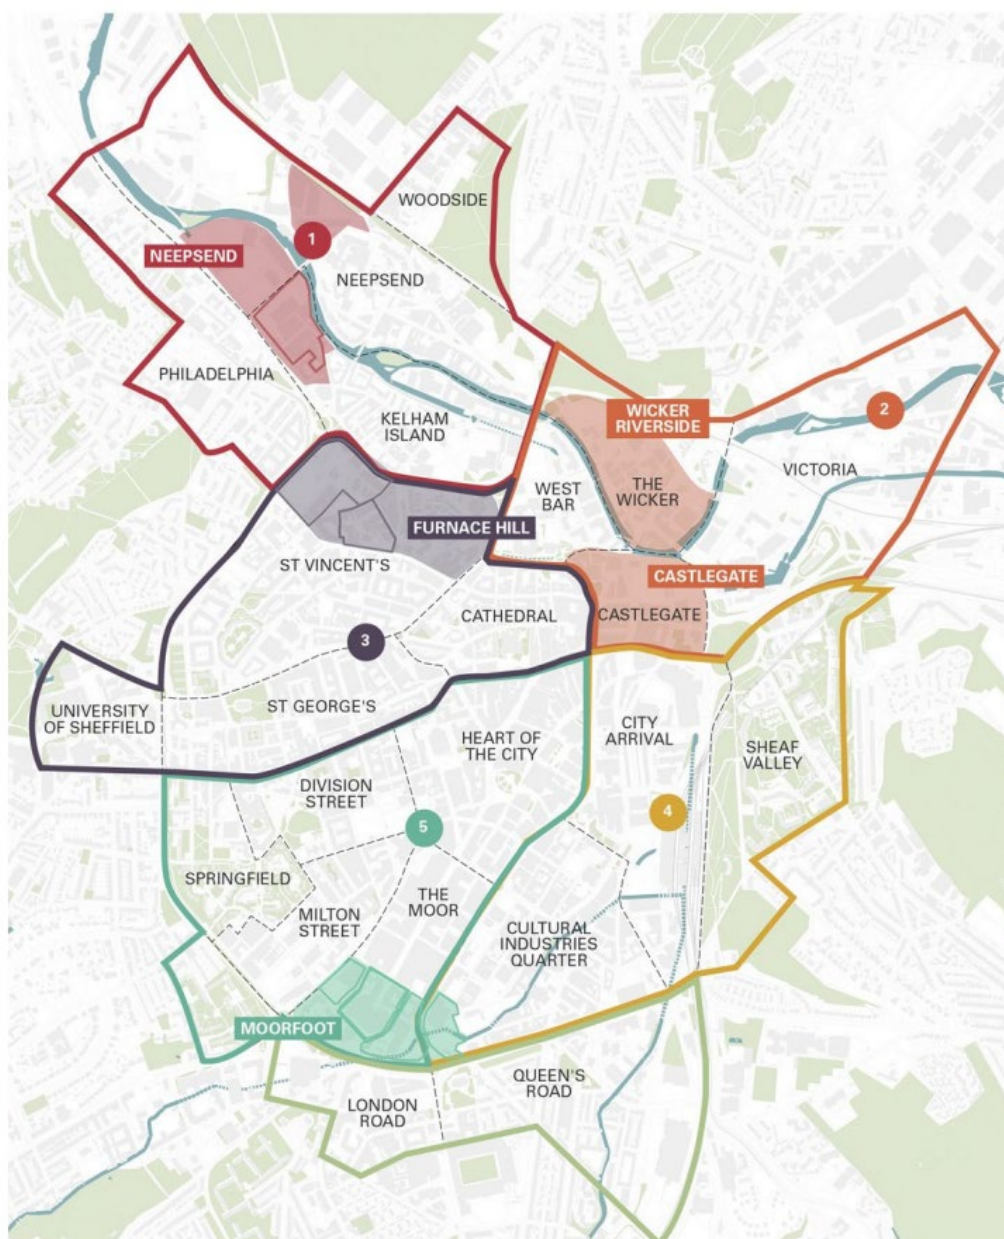 WOODSIDE
1
NEEPSEND
NEEPSEND
PHILADELPHIA
KELHAM
ISLAND
WICKER
RIVERSIDE
2
VICTORIA
WEST
BAR
THE
WICKER
FURNACE HILL
ST VINCENT'S
CASTLEGATE
CATHEDRAL
CASTLEGATE
3
UNIVERSITY
OF SHEFFIELD
ST GEORGE'S
HEART OF
THE CITY
CITY
ARRIVAL
SHEAF
VALLEY
DIVISION
STREET
5
4
SPRINGFIELD
MILTON
STREET
THE
MOOR
CULTURAL
INDUSTRIES
QUARTER
MOORFOOT
LONDON
ROAD
QUEEN'S
ROAD